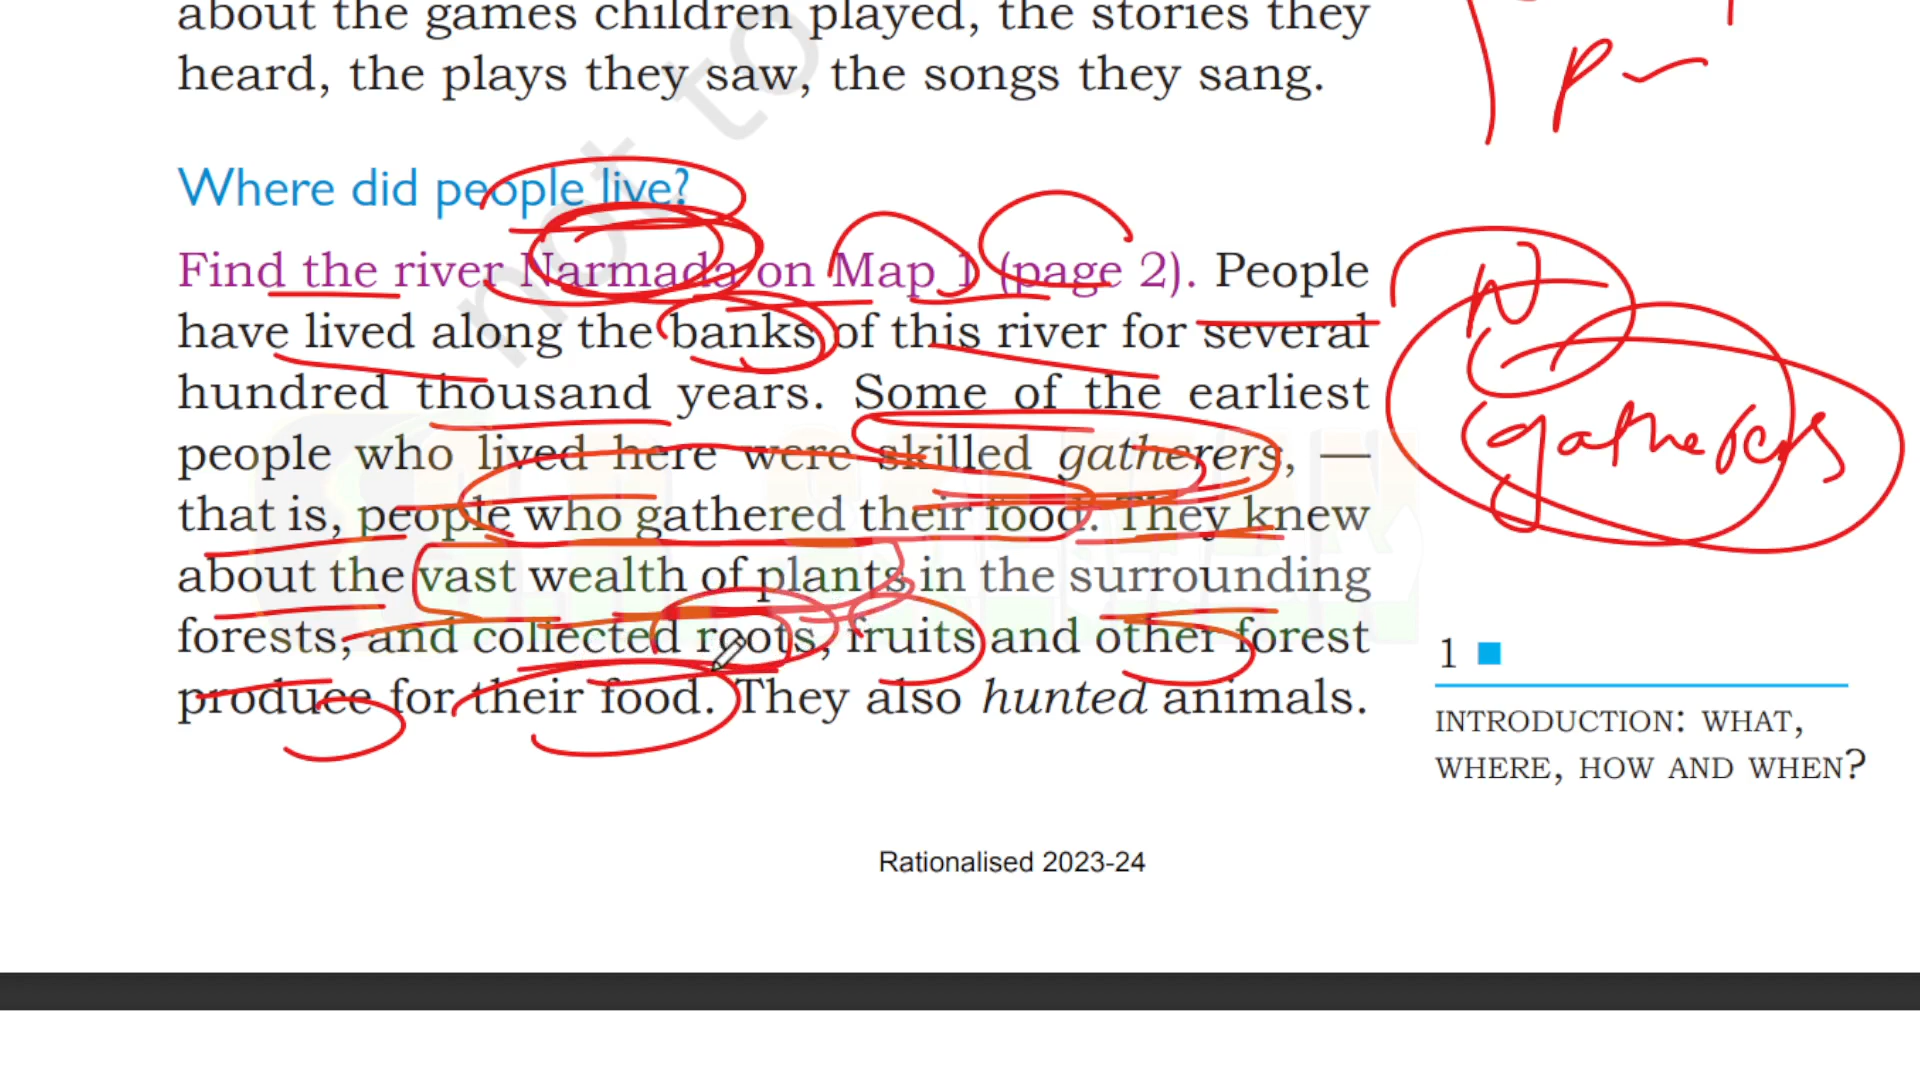 about the games children played, the stories they
heard, the plays they saw, the songs they sang.
Where did people live?
Find the river Narmada on Map 1 (page 2). People
have lived along the banks of this river for several
hundred thousand years. Some of the earliest
people who lived here were skilled gatherers, —
that is, people who gathered their food. They knew
about the vast wealth of plants in the surrounding
forests, and collected roots, fruits and other forest
produce for their food. They also hunted animals.
N
gatherers
1
INTRODUCTION: WHAT,
WHERE, HOW AND WHEN?
Rationalised 2023-24
not to